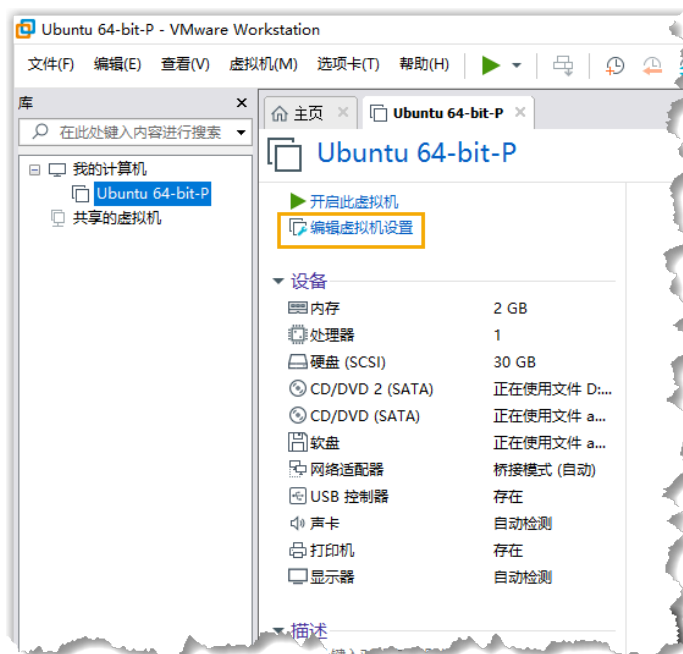 Ubuntu 64-bit-P - VMware Workstation
文件(F) 编辑(E) 查看(V) 虚拟机(M) 选项卡(T) 帮助(H)
库
在此处键入内容进行搜索
我的计算机
Ubuntu 64-bit-P
共享的虚拟机
主页 Ubuntu 64-bit-P
Ubuntu 64-bit-P
开启此虚拟机
编辑虚拟机设置
设备
内存 2 GB
处理器 1
硬盘 (SCSI) 30 GB
CD/DVD 2 (SATA) 正在使用文件 D:...
CD/DVD (SATA) 正在使用文件 a...
软盘 正在使用文件 a...
网络适配器 桥接模式 (自动)
USB 控制器 存在
声卡 自动检测
打印机 存在
显示器 自动检测
描述